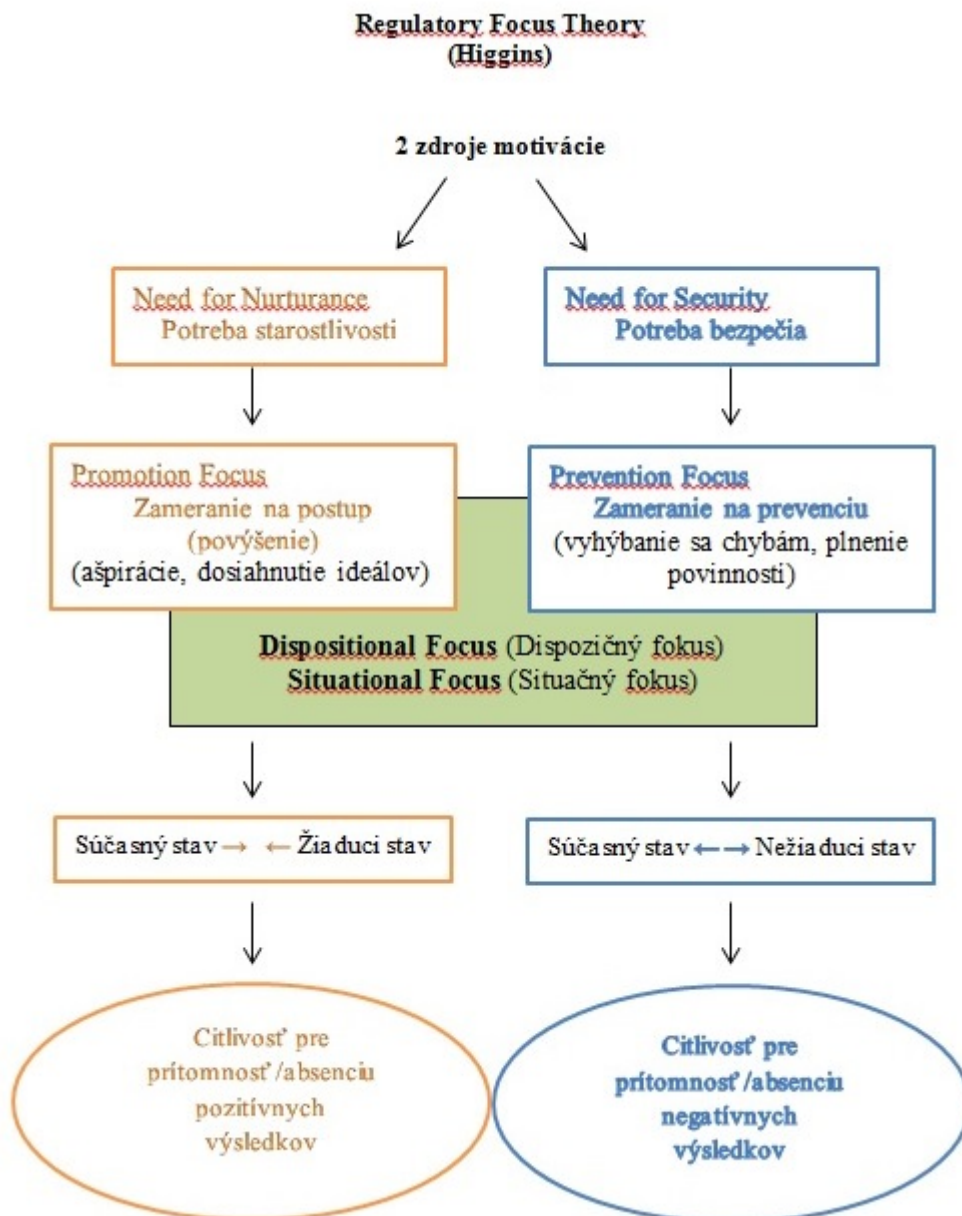 Regulatory Focus Theory
(Higgins)
2 zdroje motivácie
Need for Nurturance
Potreba starostlivosti
Need for Security
Potreba bezpečia
Promotion Focus
Zameranie na postup
(povýšenie)
(ašpirácie, dosiahnutie ideálov)
Prevention Focus
Zameranie na prevenciu
(vyhýbanie sa chybám, plnenie
povinností)
Dispositional Focus (Dispozičný fokus)
Situational Focus (Situačný fokus)
Súčasný stav → ← Žiaduci stav
Súčasný stav ← → Nežiaduci stav
Citlivosť pre
prítomnosť/absenciu
pozitívnych
výsledkov
Citlivosť pre
prítomnosť/absenciu
negatívnych
výsledkov